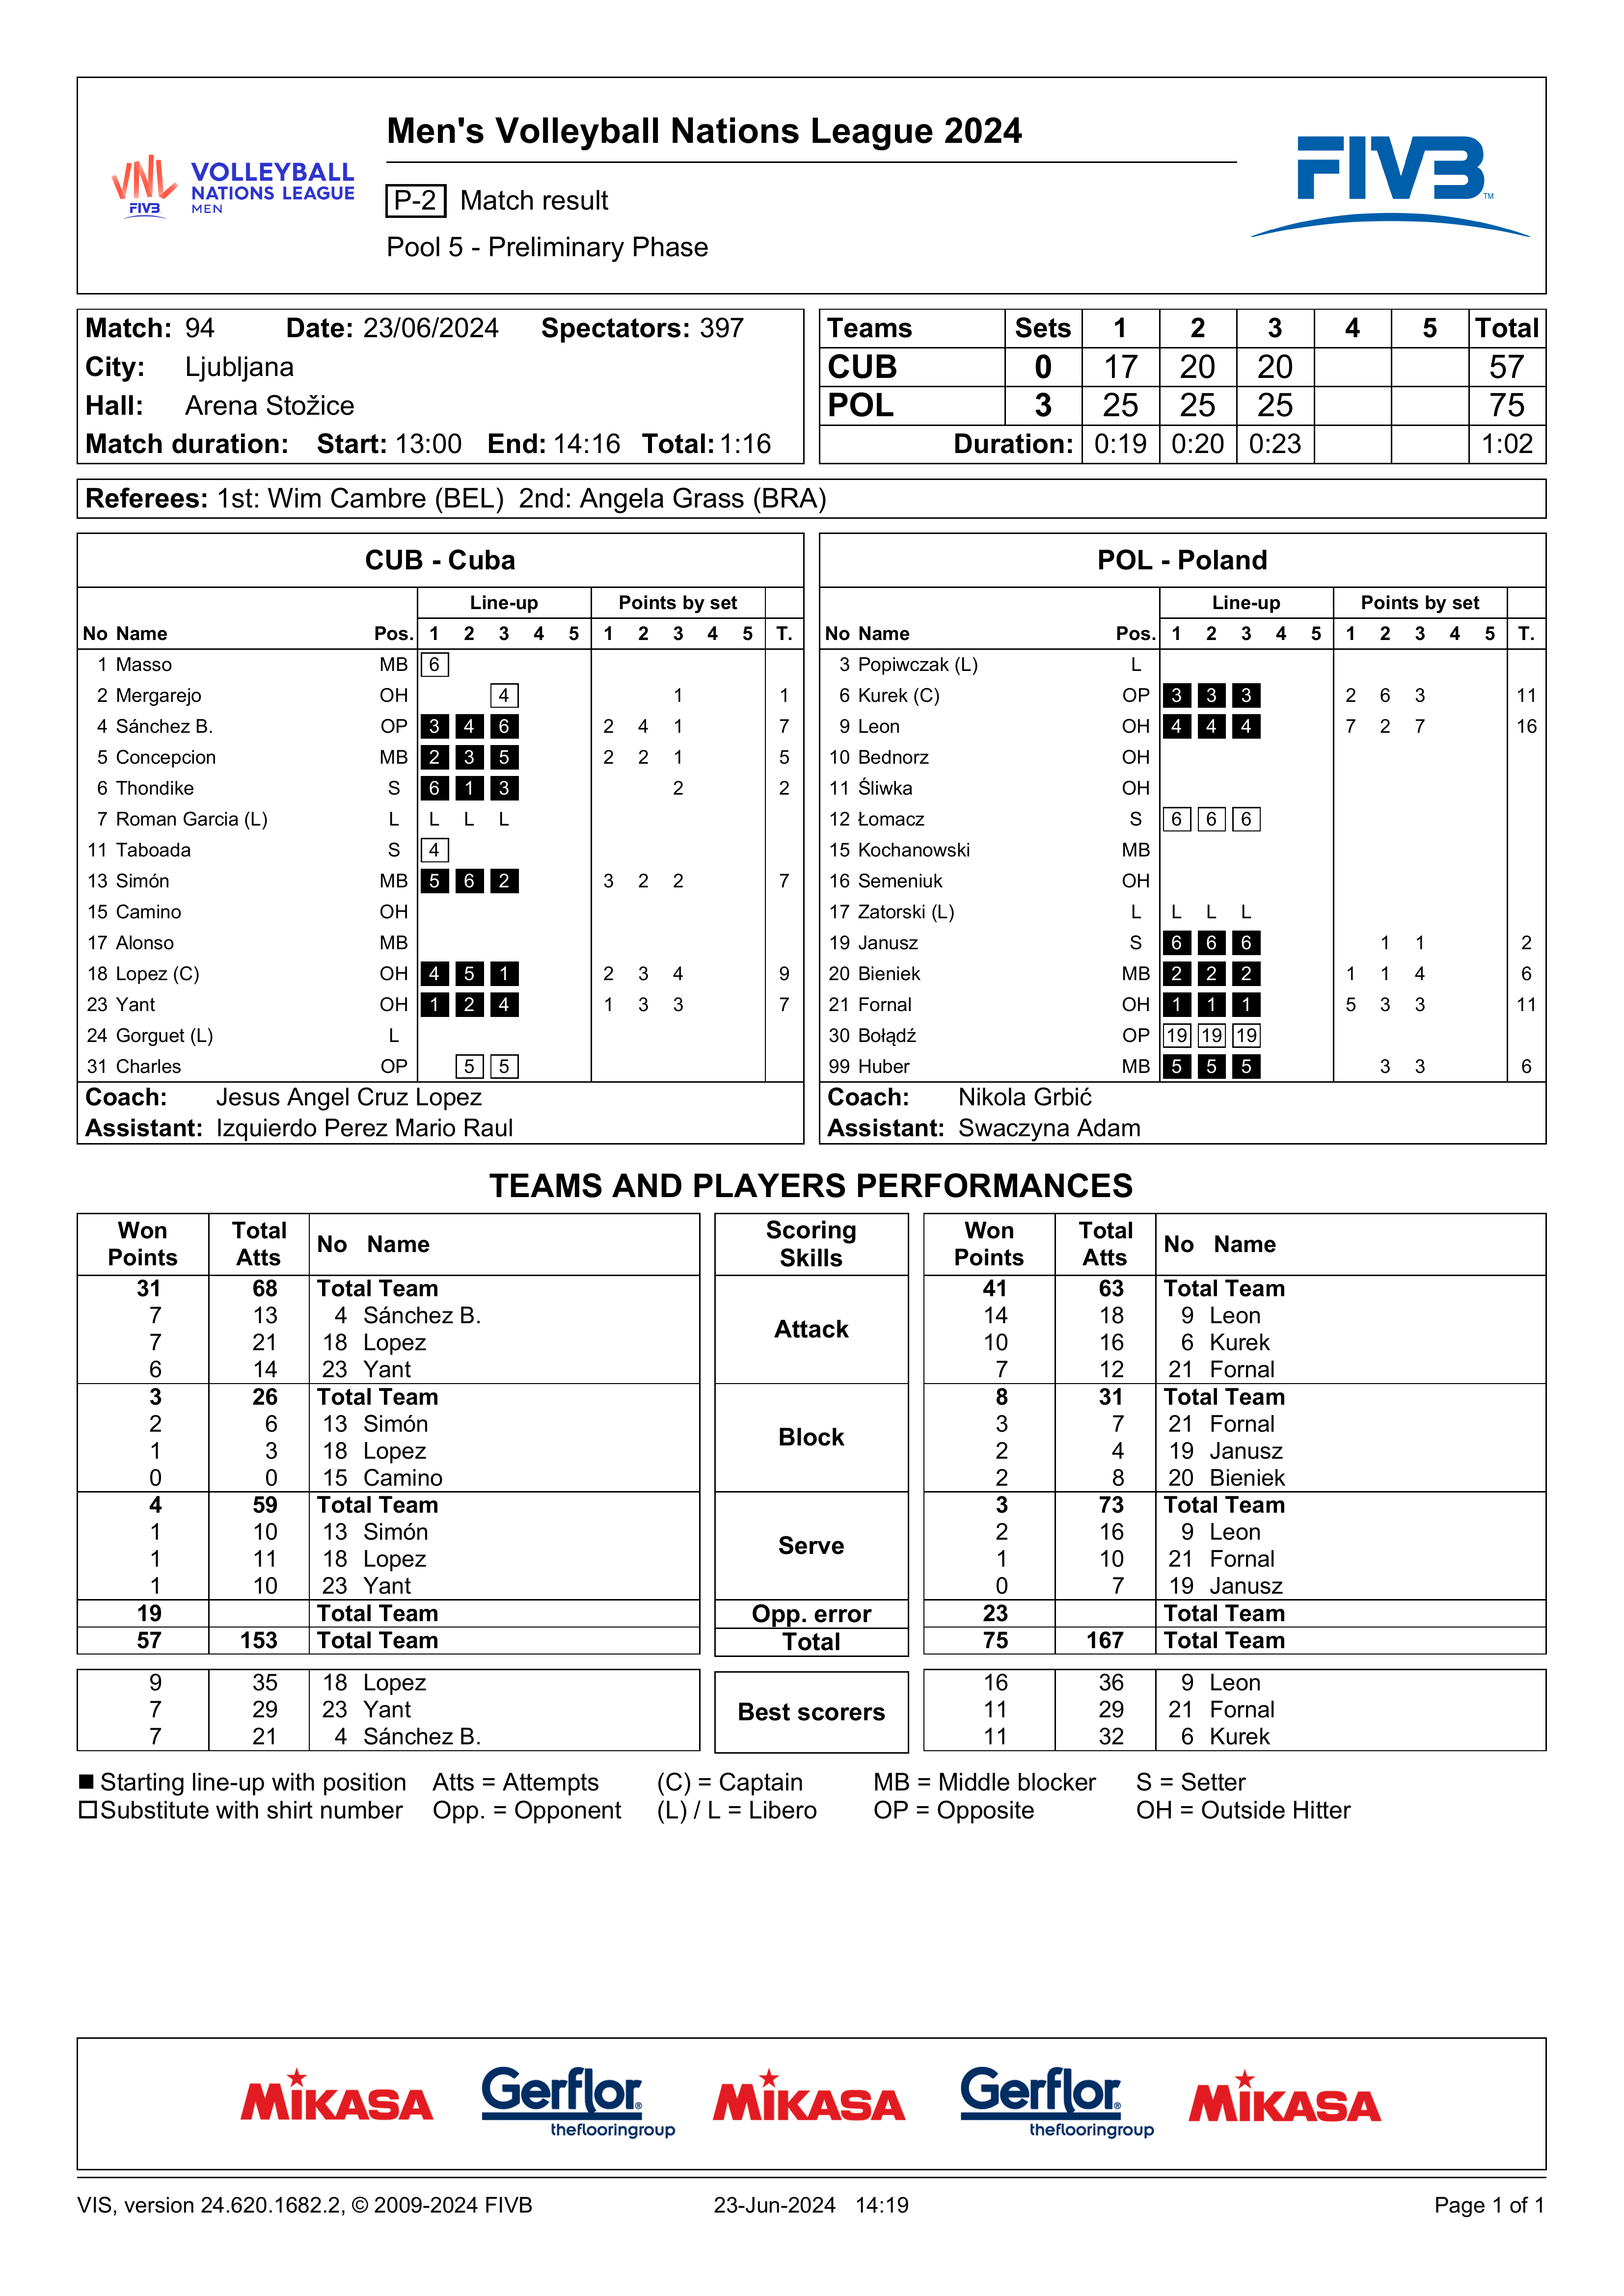 Men's Volleyball Nations League 2024
VNL FIVB VOLLEYBALL NATIONS LEAGUE MEN
P-2 Match result
Pool 5 - Preliminary Phase
FIVB TM
Match: 94 Date: 23/06/2024 Spectators: 397
City: Ljubljana
Hall: Arena Stožice
Match duration: Start: 13:00 End: 14:16 Total: 1:16
Teams Sets 1 2 3 4 5 Total
CUB 0 17 20 20 57
POL 3 25 25 25 75
Duration: 0:19 0:20 0:23 1:02
Referees: 1st: Wim Cambre (BEL) 2nd: Angela Grass (BRA)
CUB - Cuba
Line-up Points by set
No Name Pos. 1 2 3 4 5 1 2 3 4 5 T.
1 Masso MB 6
2 Mergarejo OH 4 1 1
4 Sánchez B. OP 3 4 6 2 4 1 7
5 Concepcion MB 2 3 5 2 2 1 5
6 Thondike S 6 1 3 2 2
7 Roman Garcia (L) L L L L
11 Taboada S 4
13 Simón MB 5 6 2 3 2 2 7
15 Camino OH
17 Alonso MB
18 Lopez (C) OH 4 5 1 2 3 4 9
23 Yant OH 1 2 4 1 3 3 7
24 Gorguet (L) L
31 Charles OP 5 5
Coach: Jesus Angel Cruz Lopez
Assistant: Izquierdo Perez Mario Raul
POL - Poland
Line-up Points by set
No Name Pos. 1 2 3 4 5 1 2 3 4 5 T.
3 Popiwczak (L) L
6 Kurek (C) OP 3 3 3 2 6 3 11
9 Leon OH 4 4 4 7 2 7 16
10 Bednorz OH
11 Śliwka OH
12 Łomacz S 6 6 6
15 Kochanowski MB
16 Semeniuk OH
17 Zatorski (L) L L L L
19 Janusz S 6 6 6 1 1 2
20 Bieniek MB 2 2 2 1 1 4 6
21 Fornal OH 1 1 1 5 3 3 11
30 Bołądź OP 19 19 19
99 Huber MB 5 5 5 3 3 6
Coach: Nikola Grbić
Assistant: Swaczyna Adam
TEAMS AND PLAYERS PERFORMANCES
Won Points Total Atts No Name Scoring Skills Won Points Total Atts No Name
31 68 Total Team Attack 41 63 Total Team
7 13 4 Sánchez B. 14 18 9 Leon
7 21 18 Lopez 10 16 6 Kurek
6 14 23 Yant 7 12 21 Fornal
3 26 Total Team Block 8 31 Total Team
2 6 13 Simón 3 7 21 Fornal
1 3 18 Lopez 2 4 19 Janusz
0 0 15 Camino 2 8 20 Bieniek
4 59 Total Team Serve 3 73 Total Team
1 10 13 Simón 2 16 9 Leon
1 11 18 Lopez 1 10 21 Fornal
1 10 23 Yant 0 7 19 Janusz
19 Total Team Opp. error 23 Total Team
57 153 Total Team Total 75 167 Total Team
9 35 18 Lopez Best scorers 16 36 9 Leon
7 29 23 Yant 11 29 21 Fornal
7 21 4 Sánchez B. 11 32 6 Kurek
Starting line-up with position Atts = Attempts (C) = Captain MB = Middle blocker S = Setter
Substitute with shirt number Opp. = Opponent (L) / L = Libero OP = Opposite OH = Outside Hitter
MIKASA Gerflor® theflooringgroup MIKASA Gerflor® theflooringgroup MIKASA
VIS, version 24.620.1682.2, © 2009-2024 FIVB 23-Jun-2024 14:19 Page 1 of 1